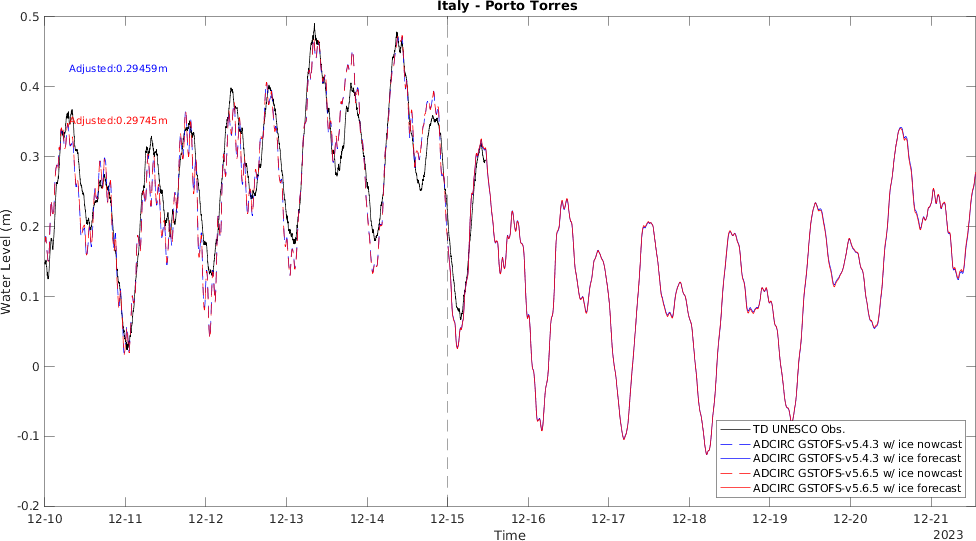 Italy - Porto Torres
0.5
0.4
0.3
0.2
0.1
0
-0.1
-0.2
Water Level (m)
Adjusted:0.29459m
Adjusted:0.29745m
TD UNESCO Obs.
ADCIRC GSTOFS-v5.4.3 w/ ice nowcast
ADCIRC GSTOFS-v5.4.3 w/ ice forecast
ADCIRC GSTOFS-v5.6.5 w/ ice nowcast
ADCIRC GSTOFS-v5.6.5 w/ ice forecast
12-10 12-11 12-12 12-13 12-14 12-15 12-16 12-17 12-18 12-19 12-20 12-21
Time
2023